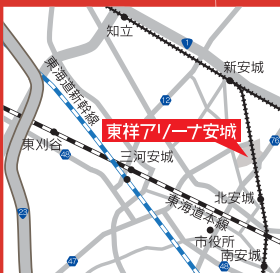 知立
1
新安城
東海道新幹線
12
東祥アリーナ安城
76
東刈谷
48
三河安城
北安城
東海道本線
23
市役所
47
48
南安城